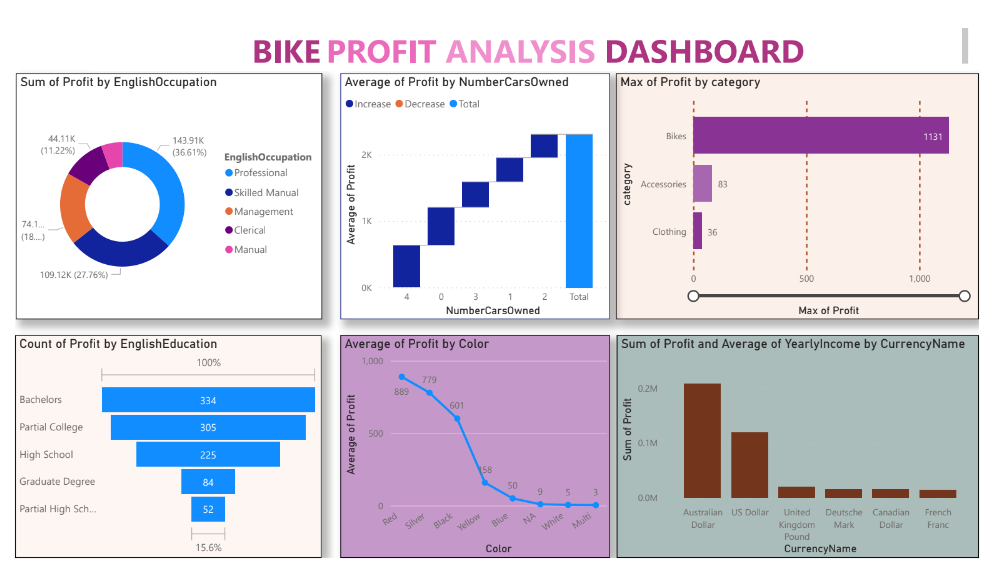 BIKE PROFIT ANALYSIS DASHBOARD
Sum of Profit by EnglishOccupation
44.11K
(11.22%)
143.91K
(36.61%)
74.1...
(18....)
109.12K (27.76%)
EnglishOccupation
Professional
Skilled Manual
Management
Clerical
Manual
Average of Profit by NumberCarsOwned
Increase Decrease Total
Average of Profit
2K
1K
0K
4 0 3 1 2 Total
NumberCarsOwned
Max of Profit by category
category
Bikes 1131
Accessories 83
Clothing 36
0 500 1,000
Max of Profit
Count of Profit by EnglishEducation
100%
Bachelors 334
Partial College 305
High School 225
Graduate Degree 84
Partial High Sch... 52
15.6%
Average of Profit by Color
Average of Profit
1,000
500
0
889 779 601 158 50 9 5 3
Red Silver Black Yellow Blue NA White Multi
Color
Sum of Profit and Average of YearlyIncome by CurrencyName
Sum of Profit
0.2M
0.1M
0.0M
Australian Dollar
US Dollar
United Kingdom Pound
Deutsche Mark
Canadian Dollar
French Franc
CurrencyName